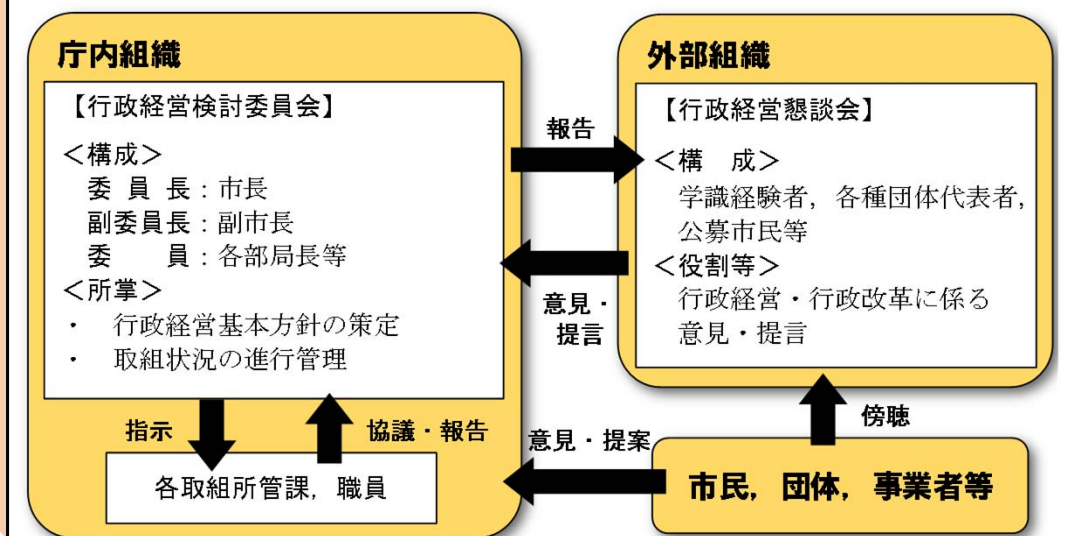 庁内組織
【行政経営検討委員会】
＜構成＞
委 員 長：市長
副委員長：副市長
委　　員：各部局長等
＜所掌＞
・ 行政経営基本方針の策定
・ 取組状況の進行管理
指示
協議・報告
各取組所管課，職員
報告
意見・
提言
意見・提案
外部組織
【行政経営懇談会】
＜構　成＞
学識経験者，各種団体代表者，
公募市民等
＜役割等＞
行政経営・行政改革に係る
意見・提言
傍聴
市民，団体，事業者等